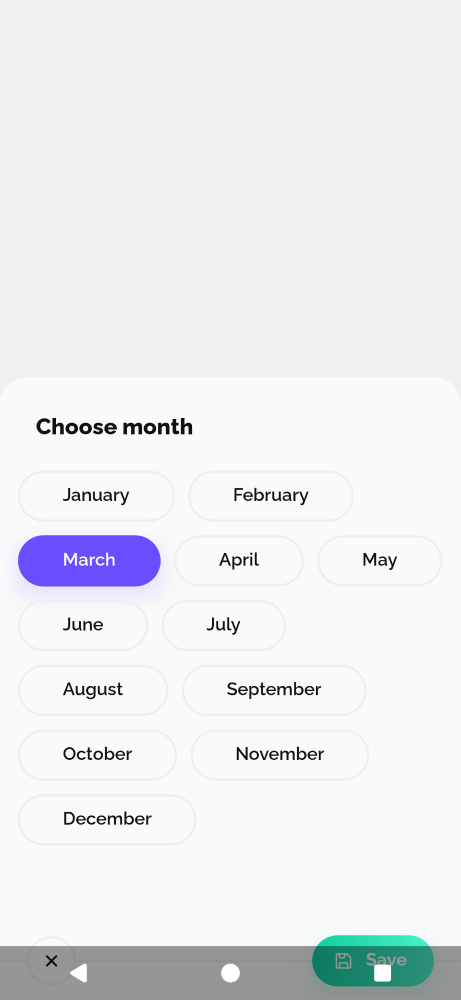 Choose month
January February
March April May
June July
August September
October November
December
Save